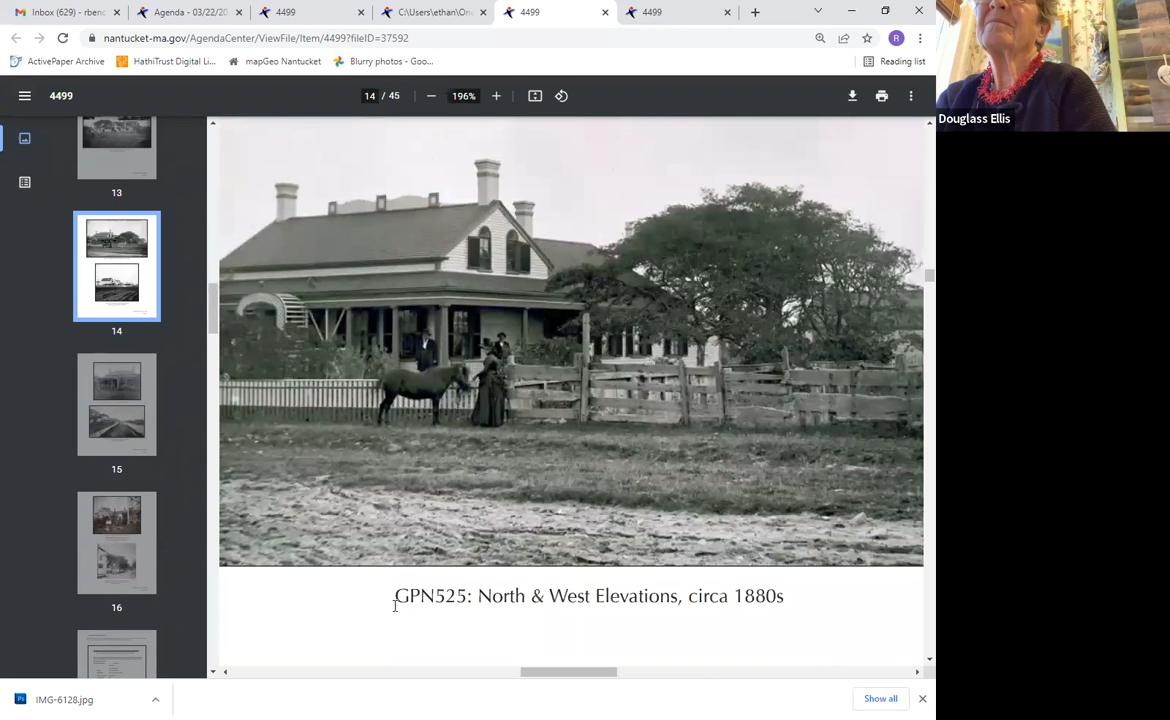 Inbox (629) - rbenc
Agenda - 03/22/20
4499
C:\Users\ethan\On
4499
4499
nantucket-ma.gov/AgendaCenter/ViewFile/Item/4499?fileID=37592
R
ActivePaper Archive
HathiTrust Digital Li...
mapGeo Nantucket
Blurry photos - Goo...
Reading list
4499
14 / 45
196%
13
14
15
16
GPN525: North & West Elevations, circa 1880s
Douglass Ellis
Ps
IMG-6128.jpg
Show all